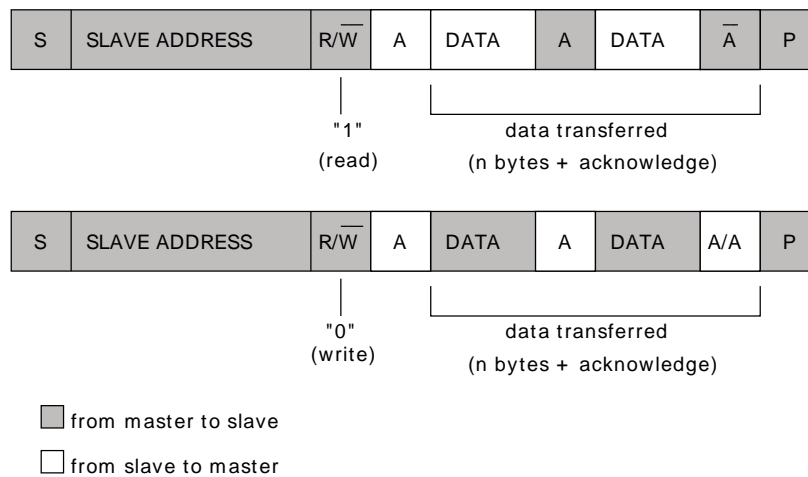 S SLAVE ADDRESS R/W̅ A DATA A DATA A̅ P
"1"
(read)
data transferred
(n bytes + acknowledge)
S SLAVE ADDRESS R/W̅ A DATA A DATA A/A P
"0"
(write)
data transferred
(n bytes + acknowledge)
from master to slave
from slave to master